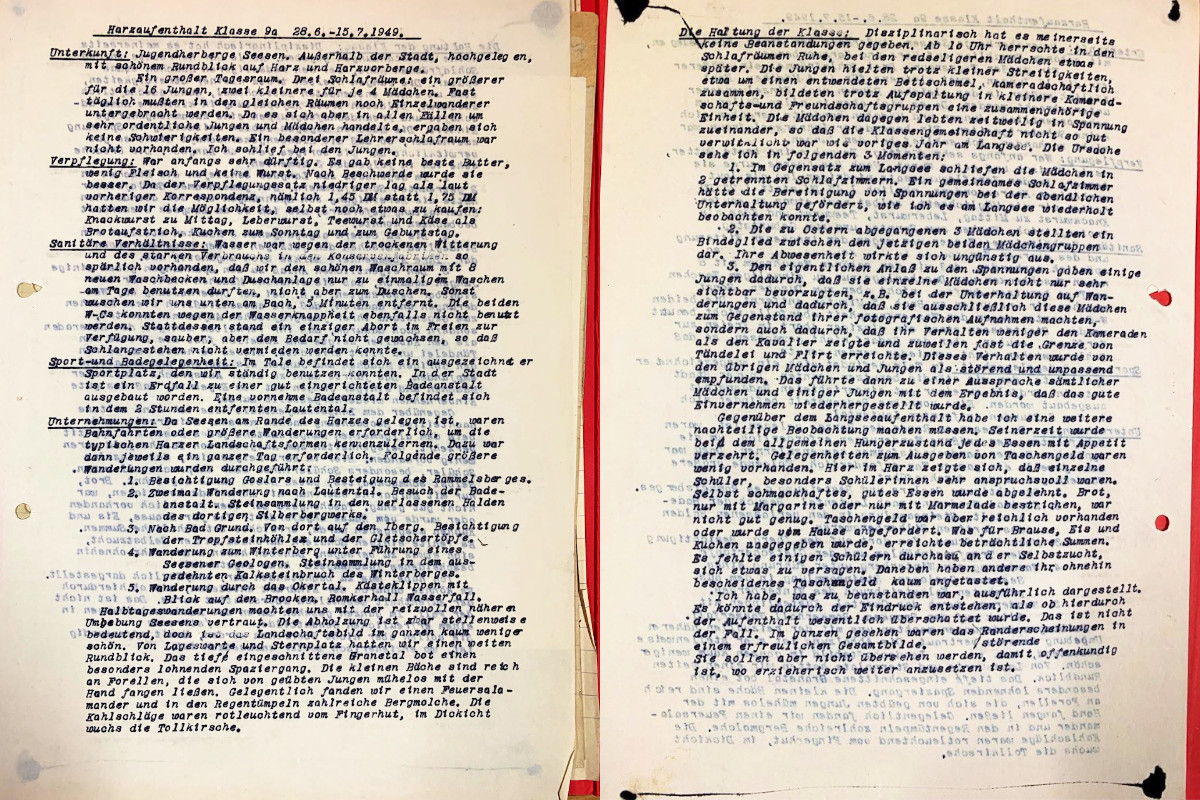 Harzaufenthalt Klasse 9a 28.6.-15.7.1949.
Unterkunft: Jugendherberge Seesen. Außerhalb der Stadt, hochgelegen,
mit schönem Rundblick auf Harz und Harzvorberge.
Ein großer Tagesraum. Drei Schlafräume: ein größerer
für die 16 Jungen, zwei kleinere für je 4 Mädchen. Fast
täglich mußten in den gleichen Räumen noch Einzelwanderer
untergebracht werden. Da es sich aber in allen Fällen um
sehr ordentliche Jungen und Mädchen handelte, ergaben sich
keine Schwierigkeiten. Ein besonderer Lehrerschlafraum war
nicht vorhanden. Ich schlief bei den Jungen.
Verpflegung: War anfangs sehr dürftig. Es gab keine beste Butter,
wenig Fleisch und keine Wurst. Nach Beschwerde wurde sie
besser. Da der Verpflegungssatz niedriger lag als laut
vorheriger Korrespondenz, nämlich 1,45 DM statt 1,75 DM
hatten wir die Möglichkeit, selbst noch etwas zu kaufen:
Knackwurst zu Mittag, Leberwurst, Teewurst und Käse als
Brotaufstrich, Kuchen zum Sonntag und zum Geburtstag.
Sanitäre Verhältnisse: Wasser war wegen der trockenen Witterung
und des starken Verbrauchs in den Konservenfabriken so
spärlich vorhanden, daß wir den schönen Waschraum mit 8
neuen Waschbecken und Duschanlage nur zu einmaligem Waschen
am Tage benutzen durften, nicht aber zum Duschen. Sonst
wuschen wir uns unten am Bach, 5 Minuten entfernt. Die beiden
W-Cs konnten wegen der Wasserknappheit ebenfalls nicht benutzt
werden. Stattdessen stand ein einziger Abort im Freien zur
Verfügung, sauber, aber dem Bedarf nicht gewachsen, so daß
Schlangestehen nicht vermieden werden konnte.
Sport-und Badegelegenheit: Im Tale befindet sich ein ausgezeichneter
Sportplatz, den wir ständig benutzen konnten. In der Stadt
ist ein Erdfall zu einer gut eingerichteten Badeanstalt
ausgebaut worden. Eine vornehme Badeanstalt befindet sich
in dem 2 Stunden entfernten Lautental.
Unternehmungen: Da Seesen am Rande des Harzes gelegen ist, waren
Bahnfahrten oder größere Wanderungen erforderlich, um die
typischen Harzer Landschaftsformen kennenzulernen. Dazu war
dann jeweils ein ganzer Tag erforderlich. Folgende größere
Wanderungen wurden durchgeführt:
1. Besichtigung Goslars und Besteigung des Rammelsberges.
2. Zweimal Wanderung nach Lautental. Besuch der Bade-
anstalt. Steinsammlung in den verlassenen Halden
des dortigen Silberbergwerks.
3. Nach Bad Grund. Von dort auf den Iberg. Besichtigung
der Tropfsteinhöhle und der Gletschertöpfe.
4. Wanderung zum Winterberg unter Führung eines
Seesener Geologen. Steinsammlung in dem aus-
gedehnten Kalksteinbruch des Winterberges.
5. Wanderung durch das Okertal. Kästeklippen mit
Blick auf den Brocken. Romkerhall Wasserfall.
Halbtageswanderungen machten uns mit der reizvollen näheren
Umgebung Seesens vertraut. Die Abholzung ist zwar stellenweise
bedeutend, doch ist das Landschaftsbild im ganzen kaum weniger
schön. Von Lageswarte und Sternplatz hatten wir einen weiten
Rundblick. Das tief eingeschnittene Granetal bot einen
besonders lohnenden Spaziergang. Die kleinen Bäche sind reich
an Forellen, die sich von geübten Jungen mühelos mit der
Hand fangen ließen. Gelegentlich fanden wir einen Feuersala-
mander und in den Regentümpeln zahlreiche Bergmolche. Die
Kahlschläge waren rotleuchtend vom Fingerhut, im Dickicht
wuchs die Tollkirsche.
Die Haltung der Klasse: Disziplinarisch hat es meinerseits
keine Beanstandungen gegeben. Ab 10 Uhr herrschte in den
Schlafräumen Ruhe, bei den redseligeren Mädchen etwas
später. Die Jungen hielten trotz kleiner Streitigkeiten,
etwa um einen entwendeten Bettschemel, kameradschaftlich
zusammen, bildeten trotz Aufspaltung in kleinere Kamerad-
schafts-und Freundschaftsgruppen eine zusammengehörige
Einheit. Die Mädchen dagegen lebten zeitweilig in Spannung
zueinander, so daß die Klassengemeinschaft nicht so gut
verwirklicht war wie voriges Jahr am Langsee. Die Ursache
sehe ich in folgenden 3 Momenten:
1. Im Gegensatz zum Langsee schliefen die Mädchen in
2 getrennten Schlafzimmern. Ein gemeinsames Schlafzimmer
hätte die Bereinigung von Spannungen bei der abendlichen
Unterhaltung gefördert, wie ich es am Langsee wiederholt
beobachten konnte.
2. Die zu Ostern abgegangenen 3 Mädchen stellten ein
Bindeglied zwischen den jetzigen beiden Mädchengruppen
dar. Ihre Abwesenheit wirkte sich ungünstig aus.
3. Den eigentlichen Anlaß zu den Spannungen gaben einige
Jungen dadurch, daß sie einzelne Mädchen nicht nur sehr
sichtbar bevorzugten, z.B. bei der Unterhaltung auf Wan-
derungen und dadurch, daß sie ausschließlich diese Mädchen
zum Gegenstand ihrer fotografischen Aufnahmen machten,
sondern auch dadurch, daß ihr Verhalten weniger den Kameraden
als den Kavalier zeigte und zuweilen fast die Grenze von
Tändelei und Flirt erreichte. Dieses Verhalten wurde von
den übrigen Mädchen und Jungen als störend und unpassend
empfunden. Das führte dann zu einer Aussprache sämtlicher
Mädchen und einiger Jungen mit dem Ergebnis, daß das gute
Einvernehmen wiederhergestellt wurde.
Gegenüber dem Langseeaufenthalt habe ich eine weitere
nachteilige Beobachtung machen müssen. Seinerzeit wurde
bei dem allgemeinen Hungerzustand jedes Essen mit Appetit
verzehrt. Gelegenheiten zum Ausgeben von Taschengeld waren
wenig vorhanden. Hier im Harz zeigte sich, daß einzelne
Schüler, besonders Schülerinnen sehr anspruchsvoll waren.
Selbst schmackhaftes, gutes Essen wurde abgelehnt. Brot,
nur mit Margarine oder nur mit Marmelade bestrichen, war
nicht gut genug. Taschengeld war aber reichlich vorhanden
oder wurde vom Hause angefordert. Was für Brause, Eis und
Kuchen ausgegeben wurde, erreichte beträchtliche Summen.
Es fehlte einigen Schülern durchaus an der Selbstzucht,
sich etwas zu versagen. Daneben haben andere ihr ohnehin
bescheidenes Taschengeld kaum angetastet.
Ich habe, was zu beanstanden war, ausführlich dargestellt.
Es könnte dadurch der Eindruck entstehen, als ob hierdurch
der Aufenthalt wesentlich überschattet wurde. Das ist nicht
der Fall. Im ganzen gesehen waren das Randerscheinungen in
einem erfreulichen Gesamtbilde. /störende
Sie sollen aber nicht übersehen werden, damit offenkundig
ist, wo erzieherisch weiter anzusetzen ist.